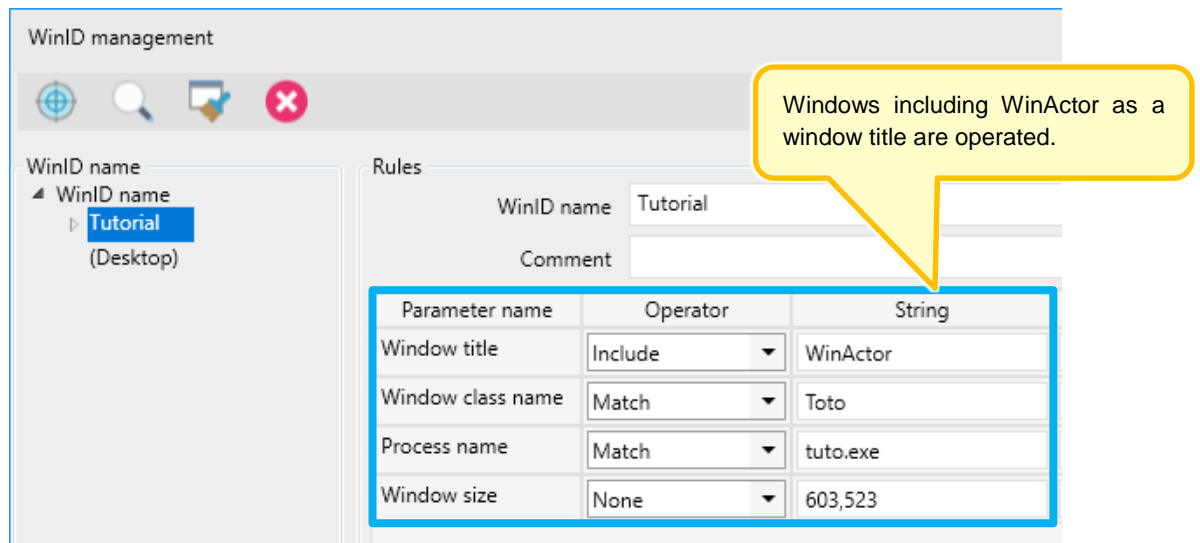 WinID management
Windows including WinActor as a
window title are operated.
WinID name
WinID name
Tutorial
(Desktop)
Rules
WinID name Tutorial
Comment
Parameter name Operator String
Window title Include WinActor
Window class name Match Toto
Process name Match tuto.exe
Window size None 603,523